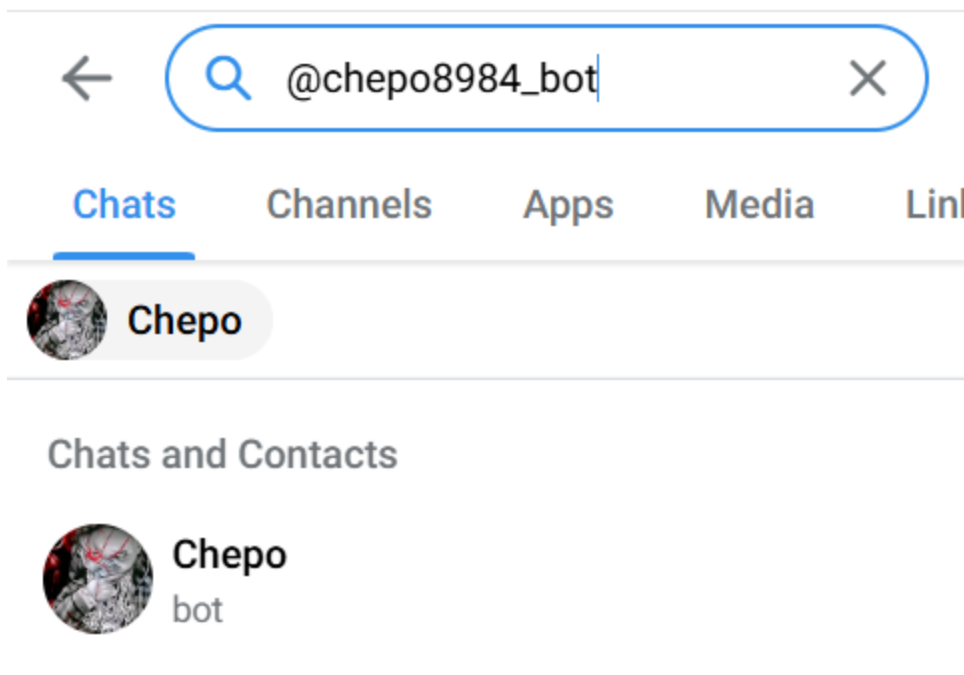 @chepo8984_bot
Chats Channels Apps Media
Chepo
Chats and Contacts
Chepo
bot